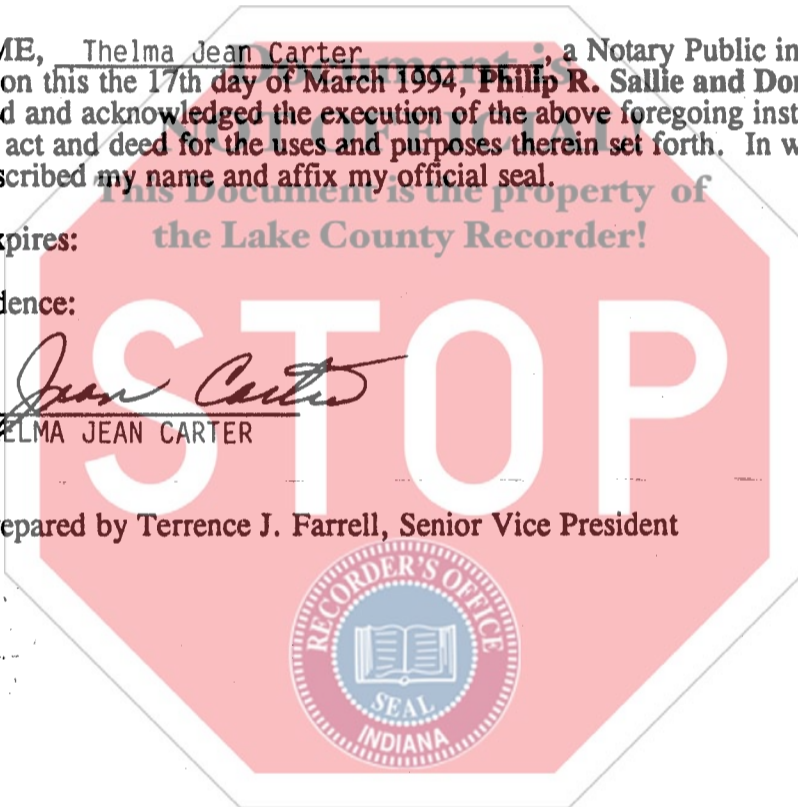 ME, Thelma Jean Carter, a Notary Public in
on this the 17th day of March 1994, Philip R. Sallie and Do
d and acknowledged the execution of the above foregoing inst
act and deed for the uses and purposes therein set forth. In w
scribed my name and affix my official seal.
xpires:
dence:
Jean Carter
ELMA JEAN CARTER
epared by Terrence J. Farrell, Senior Vice President
Document is
NOT OFFICIAL!
This Document is the property of
the Lake County Recorder!
STOP
RECORDER'S OFFICE
SEAL
INDIANA